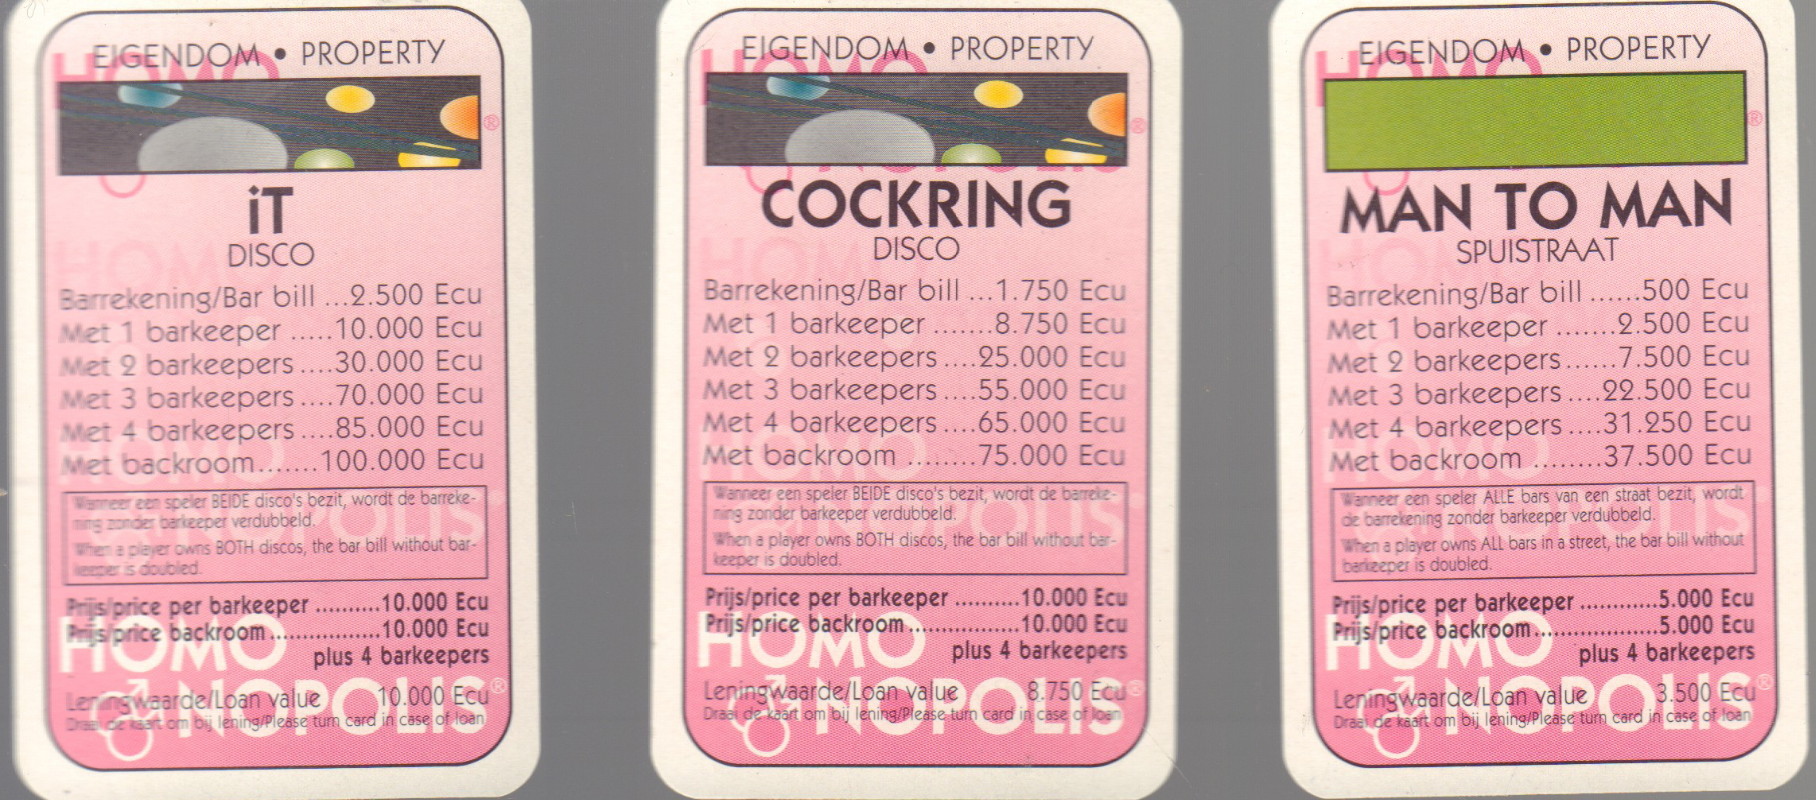 EIGENDOM • PROPERTY
iT
DISCO
Barrekening/Bar bill ...2.500 Ecu
Met 1 barkeeper .....10.000 Ecu
Met 2 barkeepers ....30.000 Ecu
Met 3 barkeepers ....70.000 Ecu
Met 4 barkeepers ....85.000 Ecu
Met backroom.......100.000 Ecu
Wanneer een speler BEIDE disco's bezit, wordt de barreke-
ning zonder barkeeper verdubbeld.
When a player owns BOTH discos, the bar bill without bar-
keeper is doubled.
Prijs/price per barkeeper ..........10.000 Ecu
Prijs/price backroom.................10.000 Ecu
plus 4 barkeepers
Leningwaarde/Loan value 10.000 Ecu
Draai de kaart om bij lening/Please turn card in case of loan
HOMO
NOPOLIS®
EIGENDOM • PROPERTY
COCKRING
DISCO
Barrekening/Bar bill ...1.750 Ecu
Met 1 barkeeper .......8.750 Ecu
Met 2 barkeepers ....25.000 Ecu
Met 3 barkeepers ....55.000 Ecu
Met 4 barkeepers ....65.000 Ecu
Met backroom ........75.000 Ecu
Wanneer een speler BEIDE disco's bezit, wordt de barreke-
ning zonder barkeeper verdubbeld.
When a player owns BOTH discos, the bar bill without bar-
keeper is doubled.
Prijs/price per barkeeper ..........10.000 Ecu
Prijs/price backroom.................10.000 Ecu
plus 4 barkeepers
Leningwaarde/Loan value 8.750 Ecu
Draai de kaart om bij lening/Please turn card in case of loan
HOMO
NOPOLIS®
EIGENDOM • PROPERTY
MAN TO MAN
SPUISTRAAT
Barrekening/Bar bill ......500 Ecu
Met 1 barkeeper .......2.500 Ecu
Met 2 barkeepers ......7.500 Ecu
Met 3 barkeepers ....22.500 Ecu
Met 4 barkeepers ....31.250 Ecu
Met backroom ........37.500 Ecu
Wanneer een speler ALLE bars van een straat bezit, wordt
de barrekening zonder barkeeper verdubbeld.
When a player owns ALL bars in a street, the bar bill without
barkeeper is doubled.
Prijs/price per barkeeper ............5.000 Ecu
Prijs/price backroom...................5.000 Ecu
plus 4 barkeepers
Leningwaarde/Loan value 3.500 Ecu
Draai de kaart om bij lening/Please turn card in case of loan
HOMO
NOPOLIS®